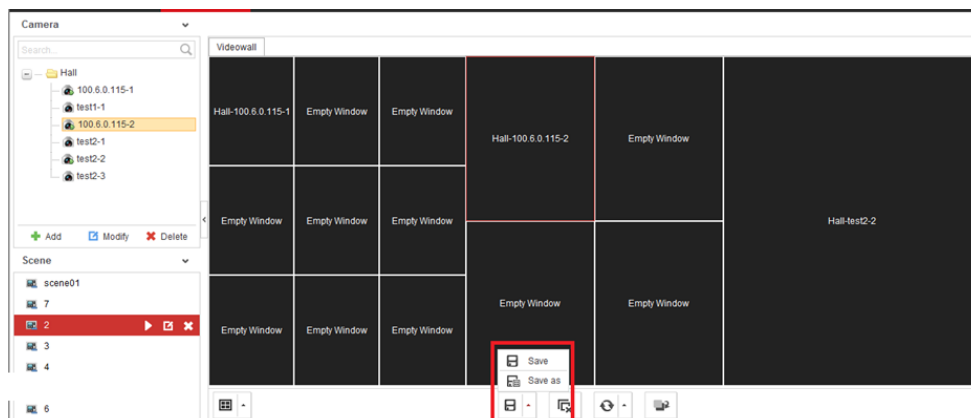 Camera
Search...
Hall
100.6.0.115-1
test1-1
100.6.0.115-2
test2-1
test2-2
test2-3
Add Modify Delete
Scene
scene01
7
2
3
4
6
Videowall
Hall-100.6.0.115-1 Empty Window Empty Window
Empty Window Empty Window Empty Window
Empty Window Empty Window Empty Window
Hall-100.6.0.115-2 Empty Window
Empty Window Empty Window
Hall-test2-2
Save
Save as